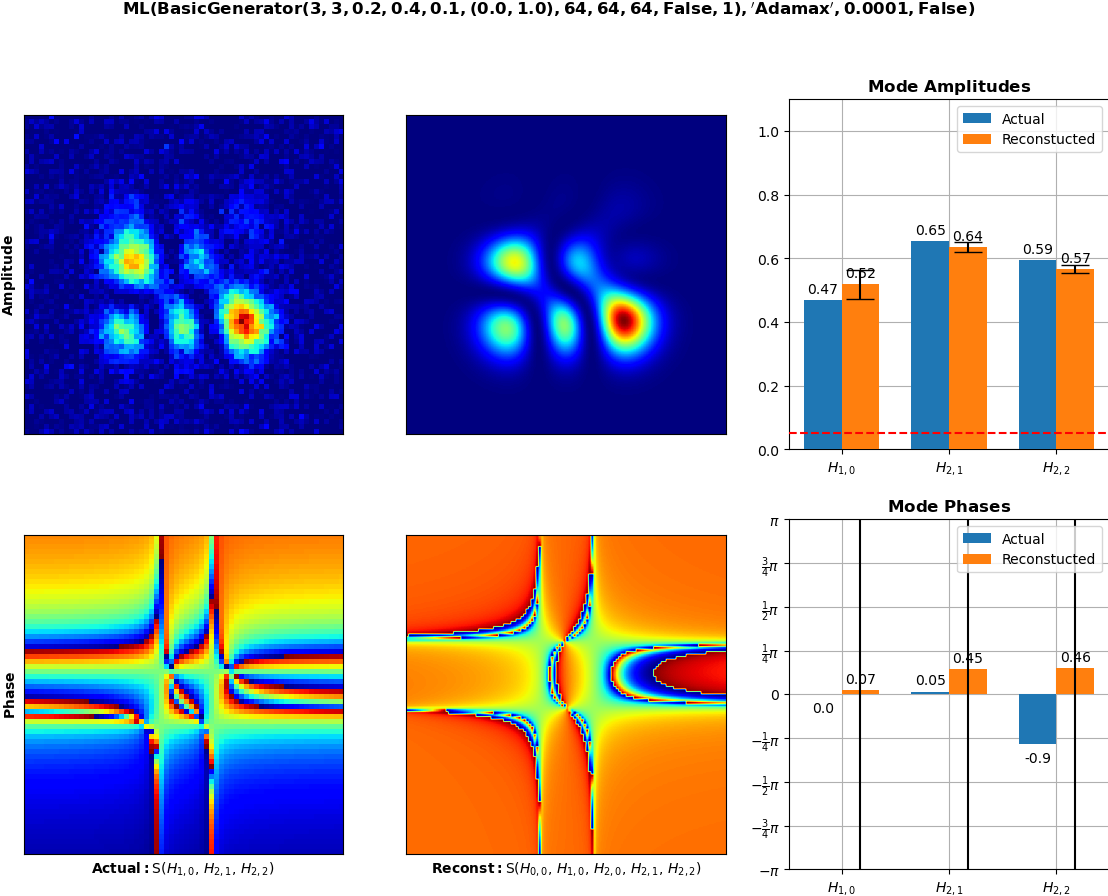 ML(BasicGenerator(3, 3, 0.2, 0.4, 0.1, (0.0, 1.0), 64, 64, 64, False, 1), 'Adamax', 0.0001, False)
Mode Amplitudes
Actual
Reconstucted
1.0
0.8
0.6
0.4
0.2
0.0
0.47
0.52
0.65
0.64
0.59
0.57
H1,0
H2,1
H2,2
Amplitude
Mode Phases
Actual
Reconstucted
π
3/4π
1/2π
1/4π
0
−1/4π
−1/2π
−3/4π
−π
0.0
0.07
0.05
0.45
-0.9
0.46
H1,0
H2,1
H2,2
Phase
Actual: S(H1,0, H2,1, H2,2)
Reconst: S(H0,0, H1,0, H2,0, H2,1, H2,2)